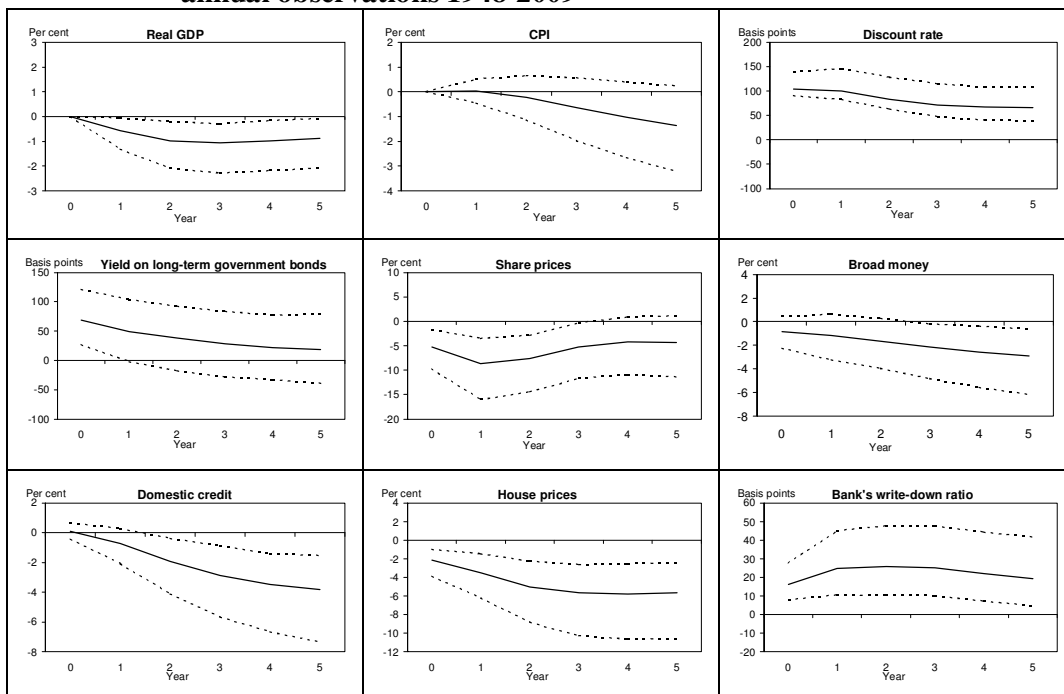 annual observations 1948-2009
Per cent
Real GDP
3
2
1
0
-1
-2
-3
0 1 2 3 4 5
Year
Per cent
CPI
2
1
0
-1
-2
-3
-4
0 1 2 3 4 5
Year
Basis points
Discount rate
200
150
100
50
0
-50
-100
0 1 2 3 4 5
Year
Basis points
Yield on long-term government bonds
150
100
50
0
-50
-100
0 1 2 3 4 5
Year
Per cent
Share prices
10
5
0
-5
-10
-15
-20
0 1 2 3 4 5
Year
Per cent
Broad money
4
2
0
-2
-4
-6
-8
0 1 2 3 4 5
Year
Per cent
Domestic credit
2
0
-2
-4
-6
-8
0 1 2 3 4 5
Year
Per cent
House prices
4
2
0
-2
-4
-6
-8
-10
-12
0 1 2 3 4 5
Year
Basis points
Bank's write-down ratio
60
50
40
30
20
10
0
-10
-20
0 1 2 3 4 5
Year